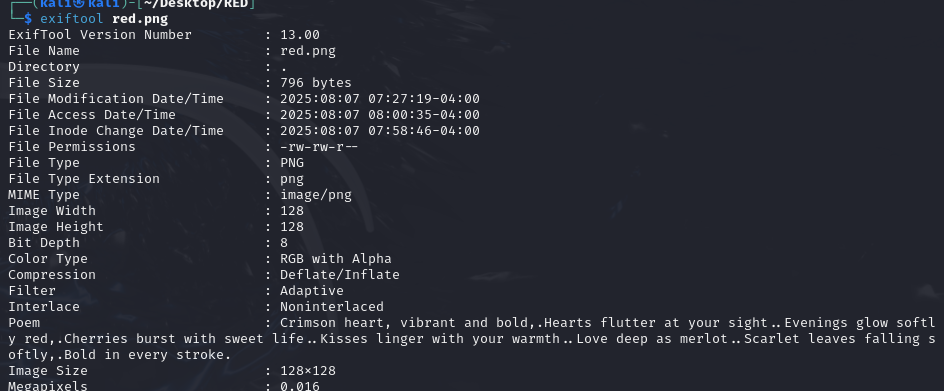 ┌──(kali㉿kali)-[~/Desktop/RED]
└─$ exiftool red.png
ExifTool Version Number         : 13.00
File Name                       : red.png
Directory                       : .
File Size                       : 796 bytes
File Modification Date/Time     : 2025:08:07 07:27:19-04:00
File Access Date/Time           : 2025:08:07 08:00:35-04:00
File Inode Change Date/Time     : 2025:08:07 07:58:46-04:00
File Permissions                : -rw-rw-r--
File Type                       : PNG
File Type Extension             : png
MIME Type                       : image/png
Image Width                     : 128
Image Height                    : 128
Bit Depth                       : 8
Color Type                      : RGB with Alpha
Compression                     : Deflate/Inflate
Filter                          : Adaptive
Interlace                       : Noninterlaced
Poem                            : Crimson heart, vibrant and bold,.Hearts flutter at your sight..Evenings glow softl
y red,.Cherries burst with sweet life..Kisses linger with your warmth..Love deep as merlot..Scarlet leaves falling s
oftly,.Bold in every stroke.
Image Size                      : 128×128
Megapixels                      : 0.016